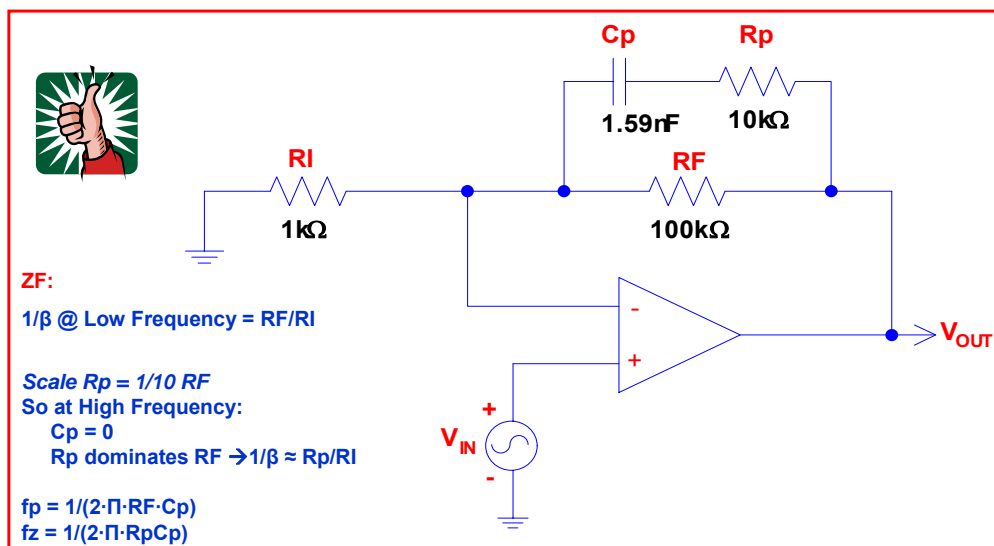 Cp
Rp
1.59nF
10kΩ
RI
RF
1kΩ
100kΩ
ZF:
1/β @ Low Frequency = RF/RI
-
+
V_OUT
Scale Rp = 1/10 RF
So at High Frequency:
Cp = 0
Rp dominates RF →1/β ≈ Rp/RI
+
V_IN
-
fp = 1/(2·Π·RF·Cp)
fz = 1/(2·Π·RpCp)